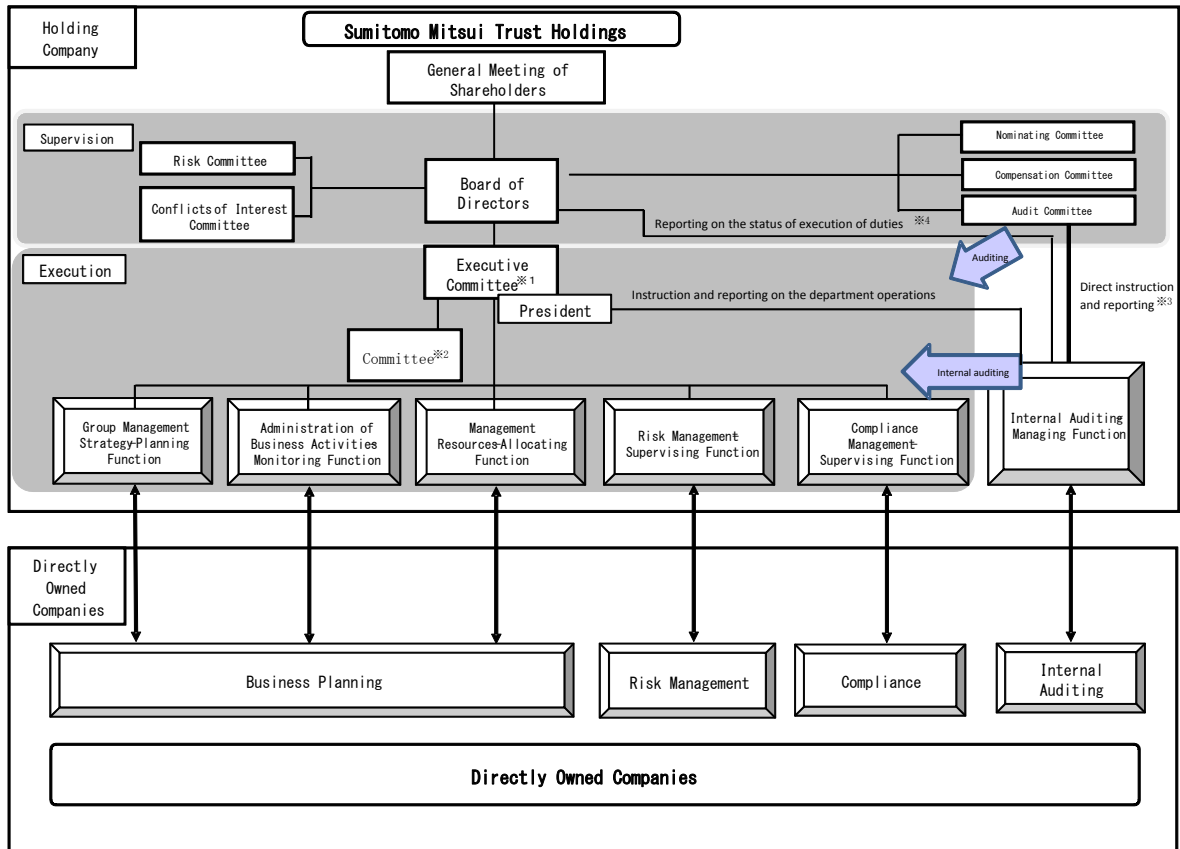 Holding
Company
Sumitomo Mitsui Trust Holdings
General Meeting of
Shareholders
Supervision
Risk Committee
Conflicts of Interest
Committee
Board of
Directors
Nominating Committee
Compensation Committee
Audit Committee
Reporting on the status of execution of duties ※4
Execution
Executive
Committee※1
Auditing
Direct instruction
and reporting ※3
President
Instruction and reporting on the department operations
Committee※2
Internal auditing
Group Management
Strategy-Planning
Function
Administration of
Business Activities-
Monitoring Function
Management
Resources-Allocating
Function
Risk Management-
Supervising Function
Compliance
Management-
Supervising Function
Internal Auditing-
Managing Function
Directly
Owned
Companies
Business Planning
Risk Management
Compliance
Internal
Auditing
Directly Owned Companies